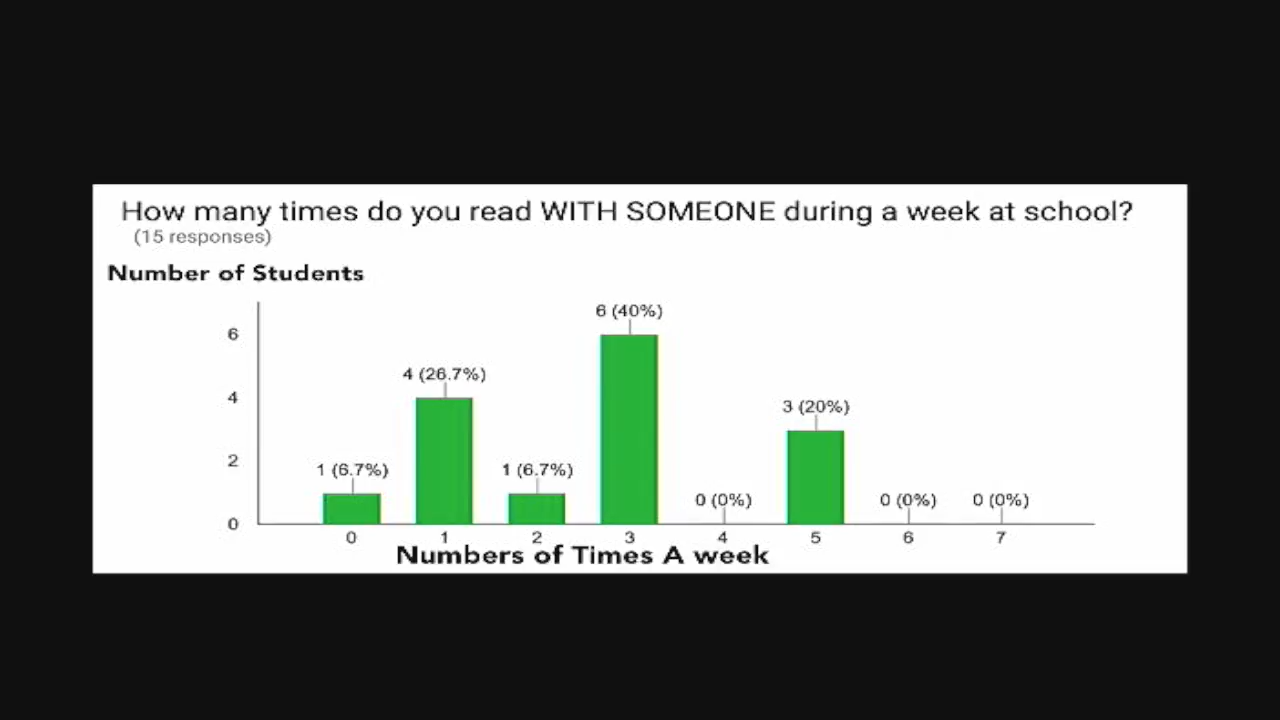 How many times do you read WITH SOMEONE during a week at school?
(15 responses)
Number of Students
6 (40%)
6
4 (26.7%)
4
3 (20%)
2
1 (6.7%) 1 (6.7%)
0 (0%) 0 (0%) 0 (0%)
0
0 1 2 3 4 5 6 7
Numbers of Times A week